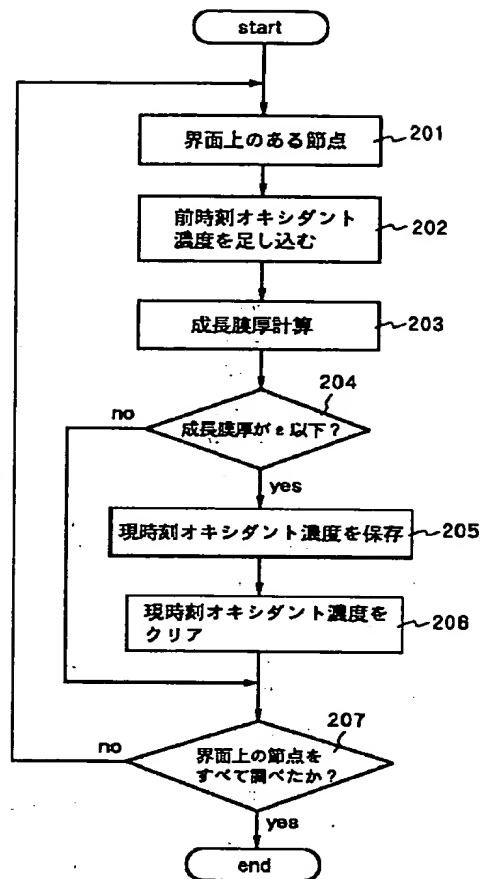 start
界面上のある節点
201
前時刻オキシダント
濃度を足し込む
202
成長膜厚計算
203
204
no
成長膜厚がε以下?
yes
現時刻オキシダント濃度を保存
205
現時刻オキシダント濃度を
クリア
208
207
no
界面上の節点を
すべて調べたか?
yes
end